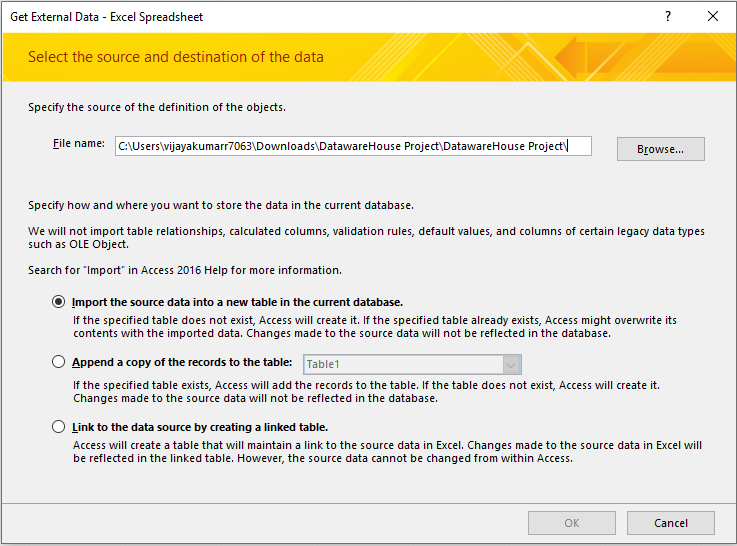 Get External Data - Excel Spreadsheet
Select the source and destination of the data
Specify the source of the definition of the objects.
File name: C:\Users\vijayakumarr7063\Downloads\DatawareHouse Project\DatawareHouse Project\ Browse...
Specify how and where you want to store the data in the current database.
We will not import table relationships, calculated columns, validation rules, default values, and columns of certain legacy data types
such as OLE Object.
Search for "Import" in Access 2016 Help for more information.
Import the source data into a new table in the current database.
If the specified table does not exist, Access will create it. If the specified table already exists, Access might overwrite its
contents with the imported data. Changes made to the source data will not be reflected in the database.
Append a copy of the records to the table: Table1
If the specified table exists, Access will add the records to the table. If the table does not exist, Access will create it.
Changes made to the source data will not be reflected in the database.
Link to the data source by creating a linked table.
Access will create a table that will maintain a link to the source data in Excel. Changes made to the source data in Excel will
be reflected in the linked table. However, the source data cannot be changed from within Access.
OK Cancel